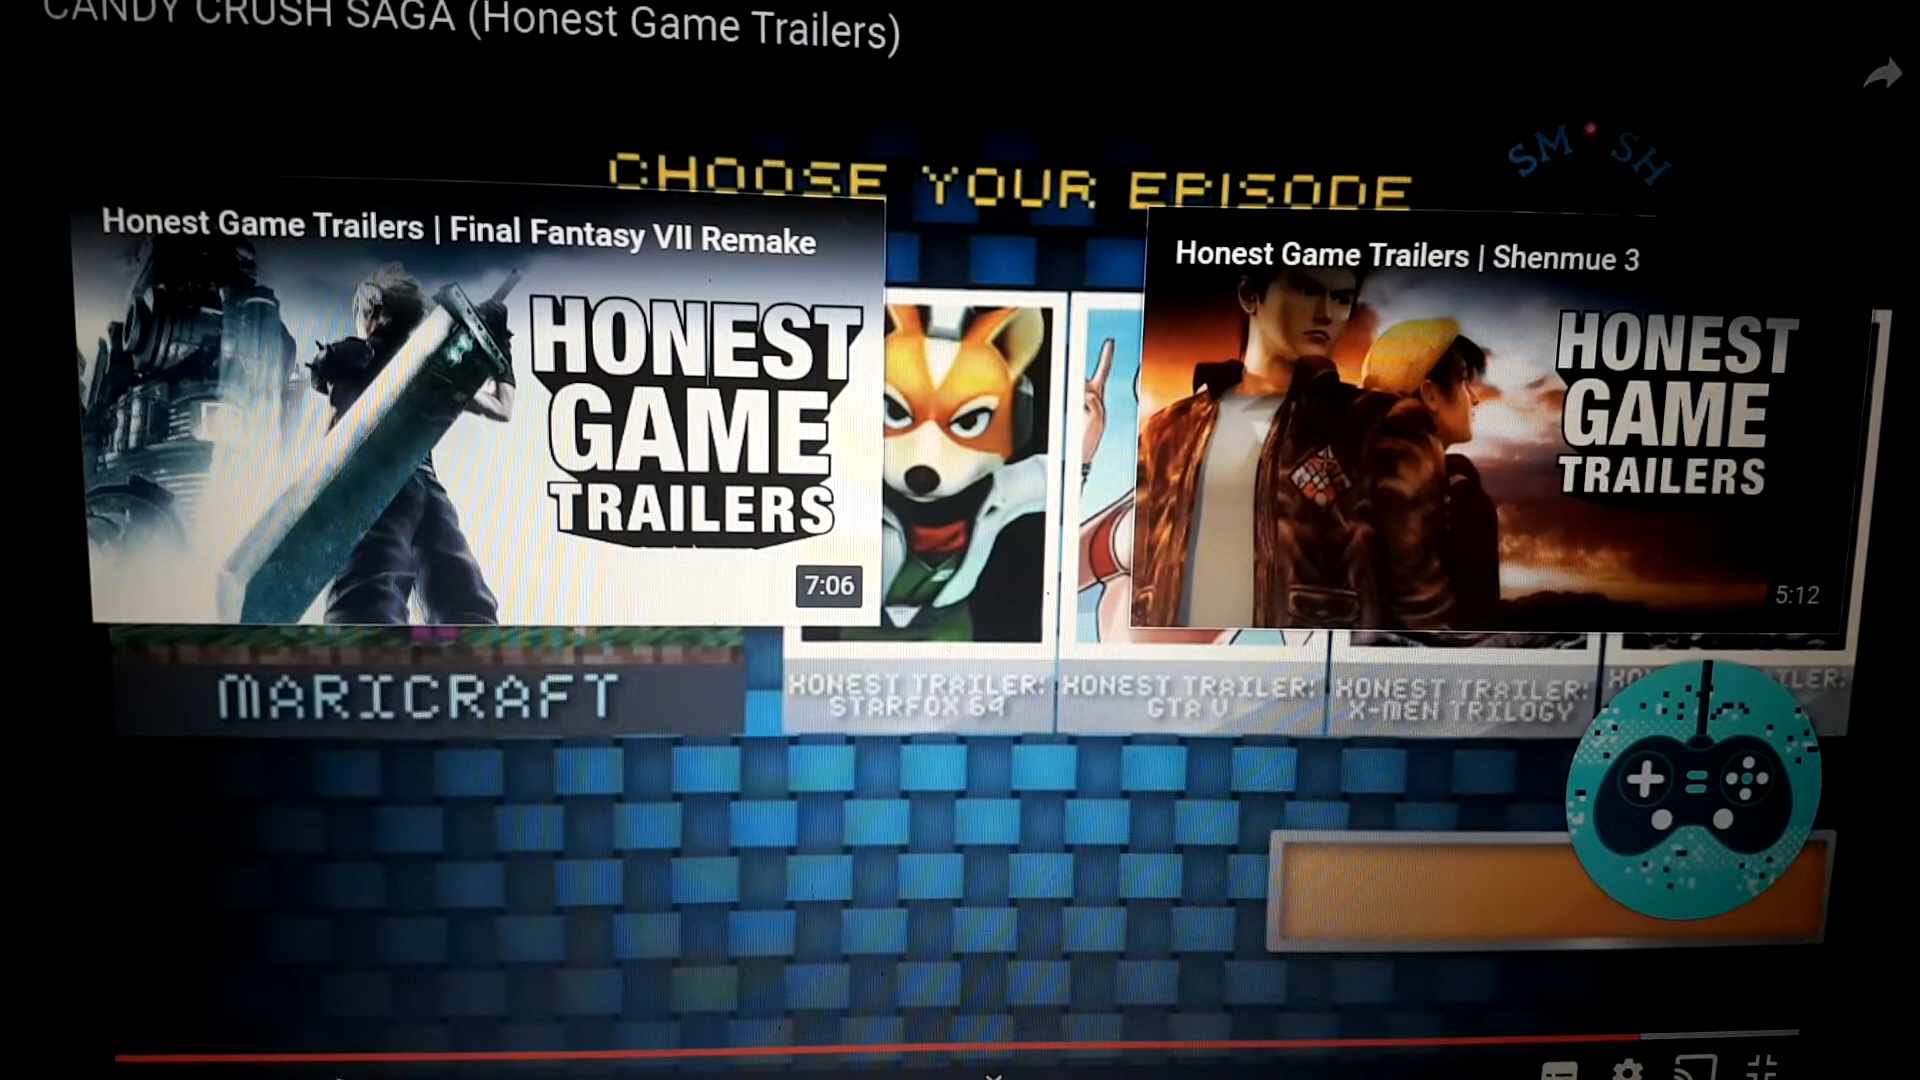 CANDY CRUSH SAGA (Honest Game Trailers)
SMOSH
CHOOSE YOUR EPISODE
Honest Game Trailers | Final Fantasy VII Remake
HONEST
GAME
TRAILERS
7:06
Honest Game Trailers | Shenmue 3
HONEST
GAME
TRAILERS
5:12
MARICRAFT
HONEST TRAILER:
STARFOX 64
HONEST TRAILER:
GTA V
HONEST TRAILER:
X-MEN TRILOGY